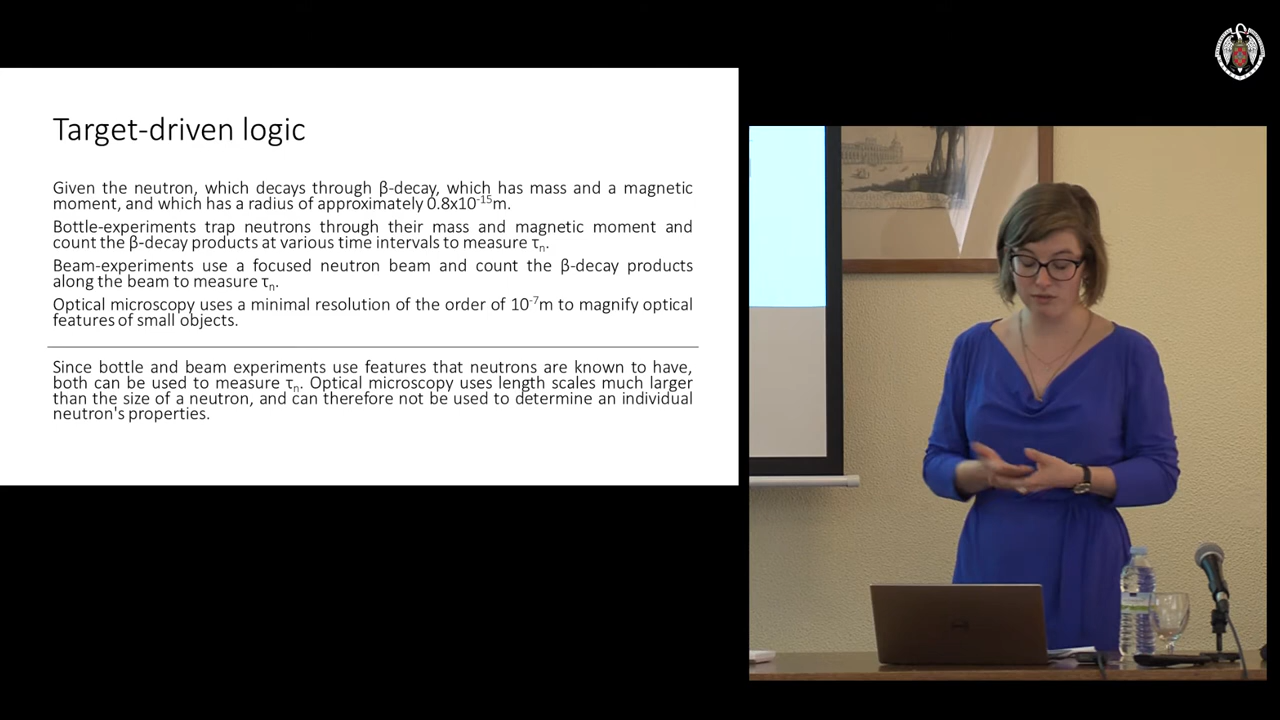 Target-driven logic
Given the neutron, which decays through β-decay, which has mass and a magnetic
moment, and which has a radius of approximately 0.8x10⁻¹⁵m.
Bottle-experiments trap neutrons through their mass and magnetic moment and
count the β-decay products at various time intervals to measure τₙ.
Beam-experiments use a focused neutron beam and count the β-decay products
along the beam to measure τₙ.
Optical microscopy uses a minimal resolution of the order of 10⁻⁷m to magnify optical
features of small objects.
Since bottle and beam experiments use features that neutrons are known to have,
both can be used to measure τₙ. Optical microscopy uses length scales much larger
than the size of a neutron, and can therefore not be used to determine an individual
neutron's properties.